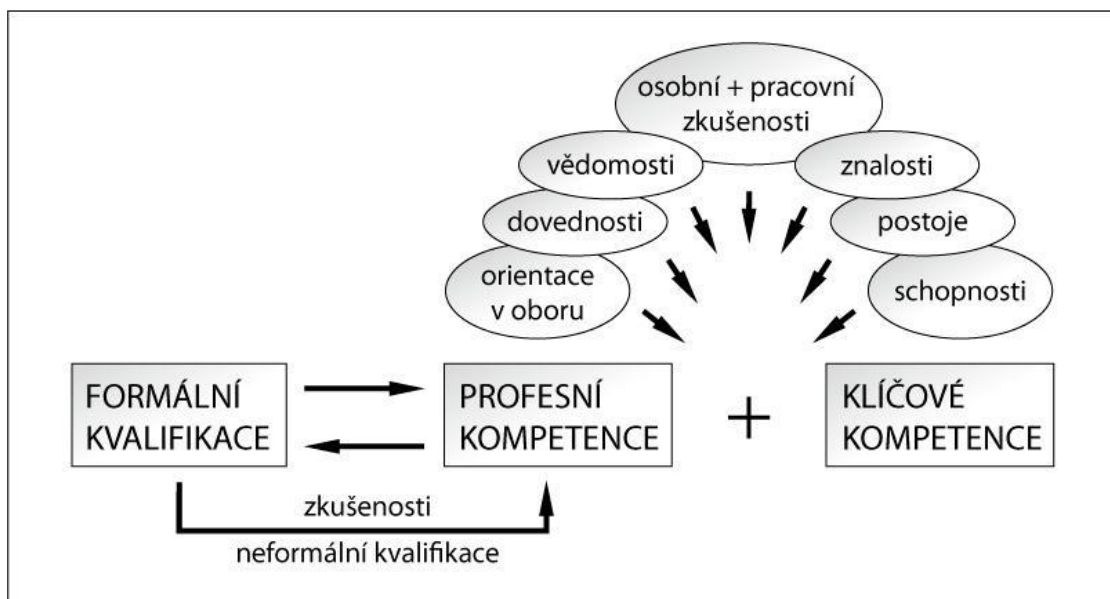 osobní + pracovní
zkušenosti
vědomosti
znalosti
dovednosti
postoje
orientace
v oboru
schopnosti
FORMÁLNÍ
KVALIFIKACE
PROFESNÍ
KOMPETENCE
+
KLÍČOVÉ
KOMPETENCE
zkušenosti
neformální kvalifikace